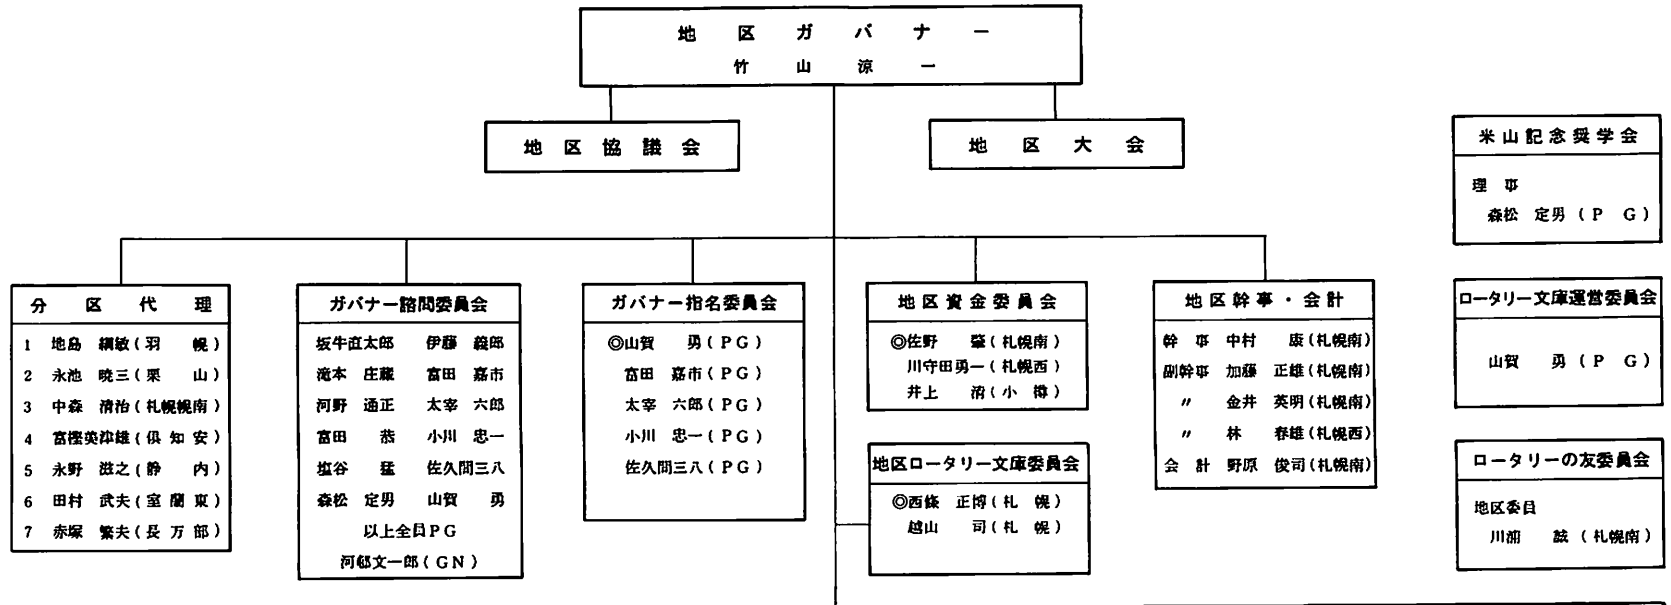 地区ガバナー
竹山涼一
地区協議会
地区大会
米山記念奨学会
理事
森松 定男(PG)
分区代理
1 地島 綱敏(羽幌)
2 永池 暁三(栗山)
3 中森 清治(札幌幌南)
4 富樫英津雄(倶知安)
5 永野 滋之(静内)
6 田村 武夫(室蘭東)
7 赤塚 繁夫(長万部)
ガバナー諮問委員会
坂牛直太郎 伊藤 義郎
滝本 庄蔵 富田 嘉市
河野 通正 太宰 六郎
富田 恭 小川 忠一
塩谷 猛 佐久間三八
森松 定男 山賀 勇
以上全員PG
河邨文一郎(GN)
ガバナー指名委員会
◎山賀 勇(PG)
富田 嘉市(PG)
太宰 六郎(PG)
小川 忠一(PG)
佐久間三八(PG)
地区資金委員会
◎佐野 肇(札幌南)
川守田勇一(札幌西)
井上 清(小樽)
地区ロータリー文庫委員会
◎西條 正博(札幌)
越山 司(札幌)
地区幹事・会計
幹事 中村 康(札幌南)
副幹事 加藤 正雄(札幌南)
〃 金井 英明(札幌南)
〃 林 春雄(札幌西)
会計 野原 俊司(札幌南)
ロータリー文庫運営委員会
山賀 勇(PG)
ロータリーの友委員会
地区委員
川浦 誠(札幌南)